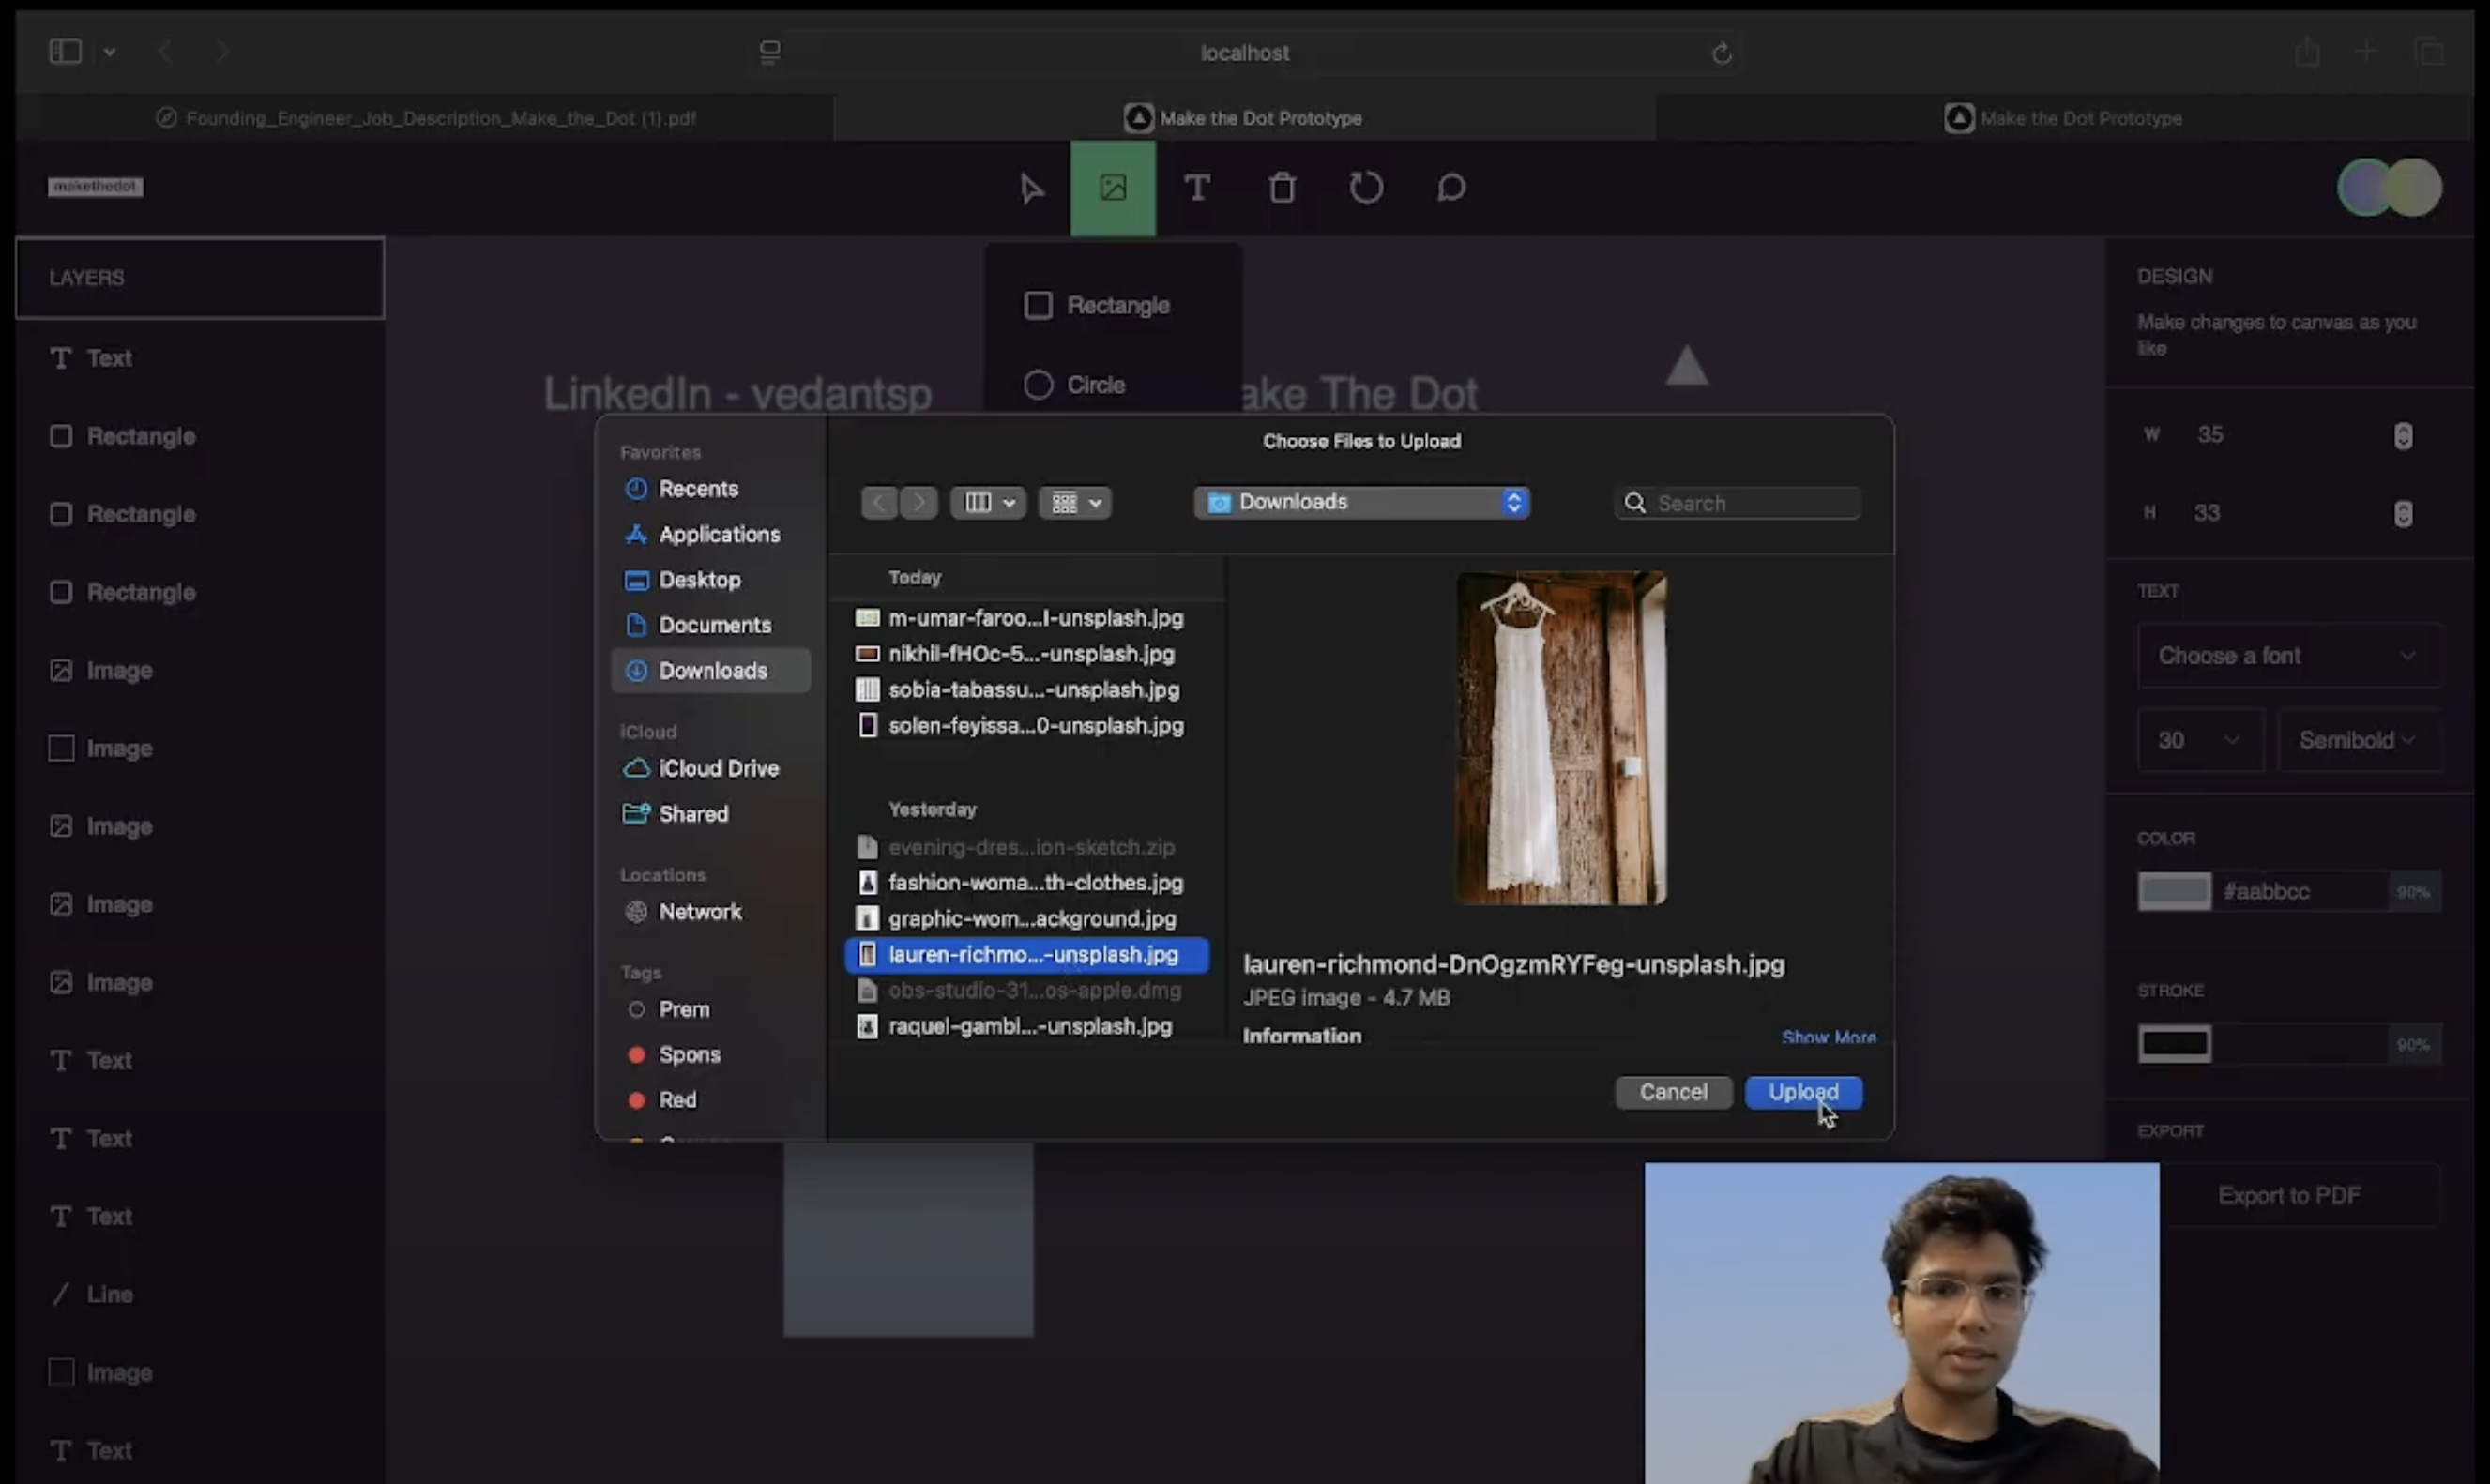 localhost
Founding_Engineer_Job_Description_Make_the_Dot (1).pdf
Make the Dot Prototype
Make the Dot Prototype
makethedot
T
LAYERS
T Text
Rectangle
Rectangle
Rectangle
Image
Image
Image
Image
Image
T Text
T Text
T Text
Line
Image
T Text
Rectangle
Circle
LinkedIn - vedantsp
ake The Dot
Choose Files to Upload
Favorites
Recents
Applications
Desktop
Documents
Downloads
iCloud
iCloud Drive
Shared
Locations
Network
Tags
Prem
Spons
Red
Downloads
Search
Today
m-umar-faroo...l-unsplash.jpg
nikhil-fHOc-5...-unsplash.jpg
sobia-tabassu...-unsplash.jpg
solen-feyissa...0-unsplash.jpg
Yesterday
evening-dres...ion-sketch.zip
fashion-woma...th-clothes.jpg
graphic-wom...ackground.jpg
lauren-richmo...-unsplash.jpg
obs-studio-31...os-apple.dmg
raquel-gambi...-unsplash.jpg
lauren-richmond-DnOgzmRYFeg-unsplash.jpg
JPEG image - 4.7 MB
Information
Show More
Cancel
Upload
DESIGN
Make changes to canvas as you
like
W 35
H 33
TEXT
Choose a font
30
Semibold
COLOR
#aabbcc
90%
STROKE
90%
EXPORT
Export to PDF